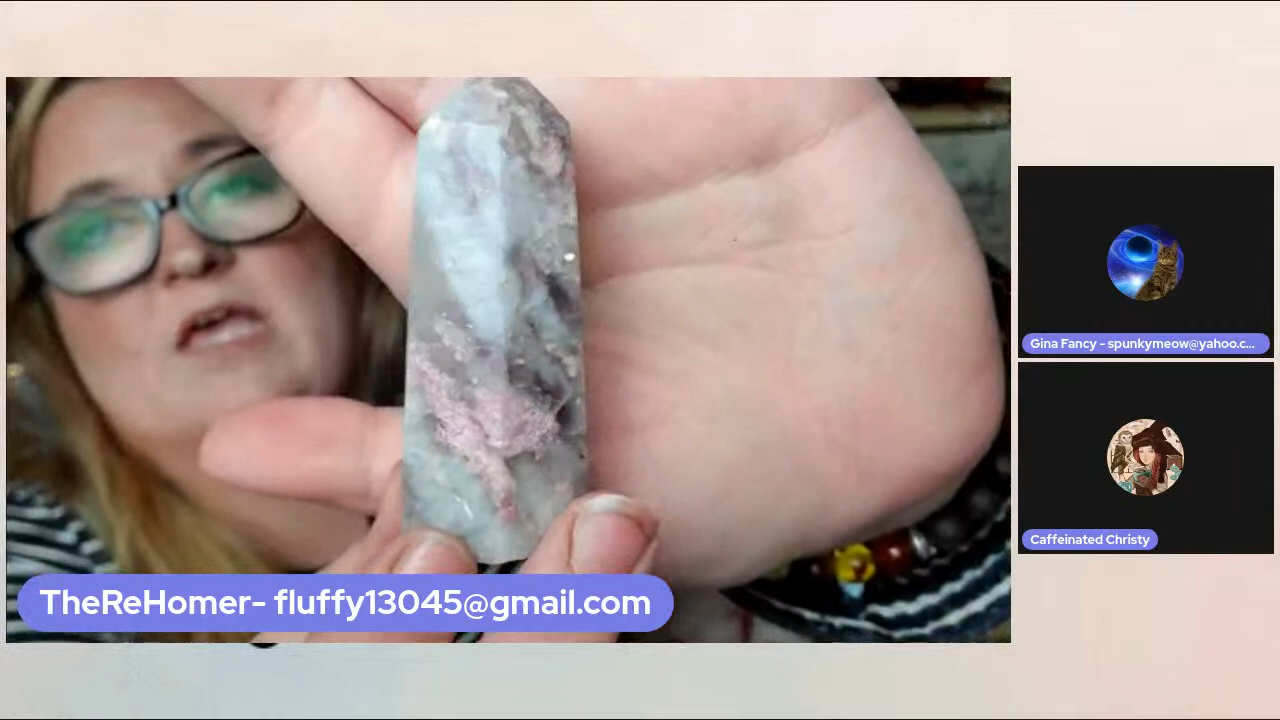 TheReHomer- fluffy13045@gmail.com
Gina Fancy - spunkymeow@yahoo.c...
Caffeinated Christy